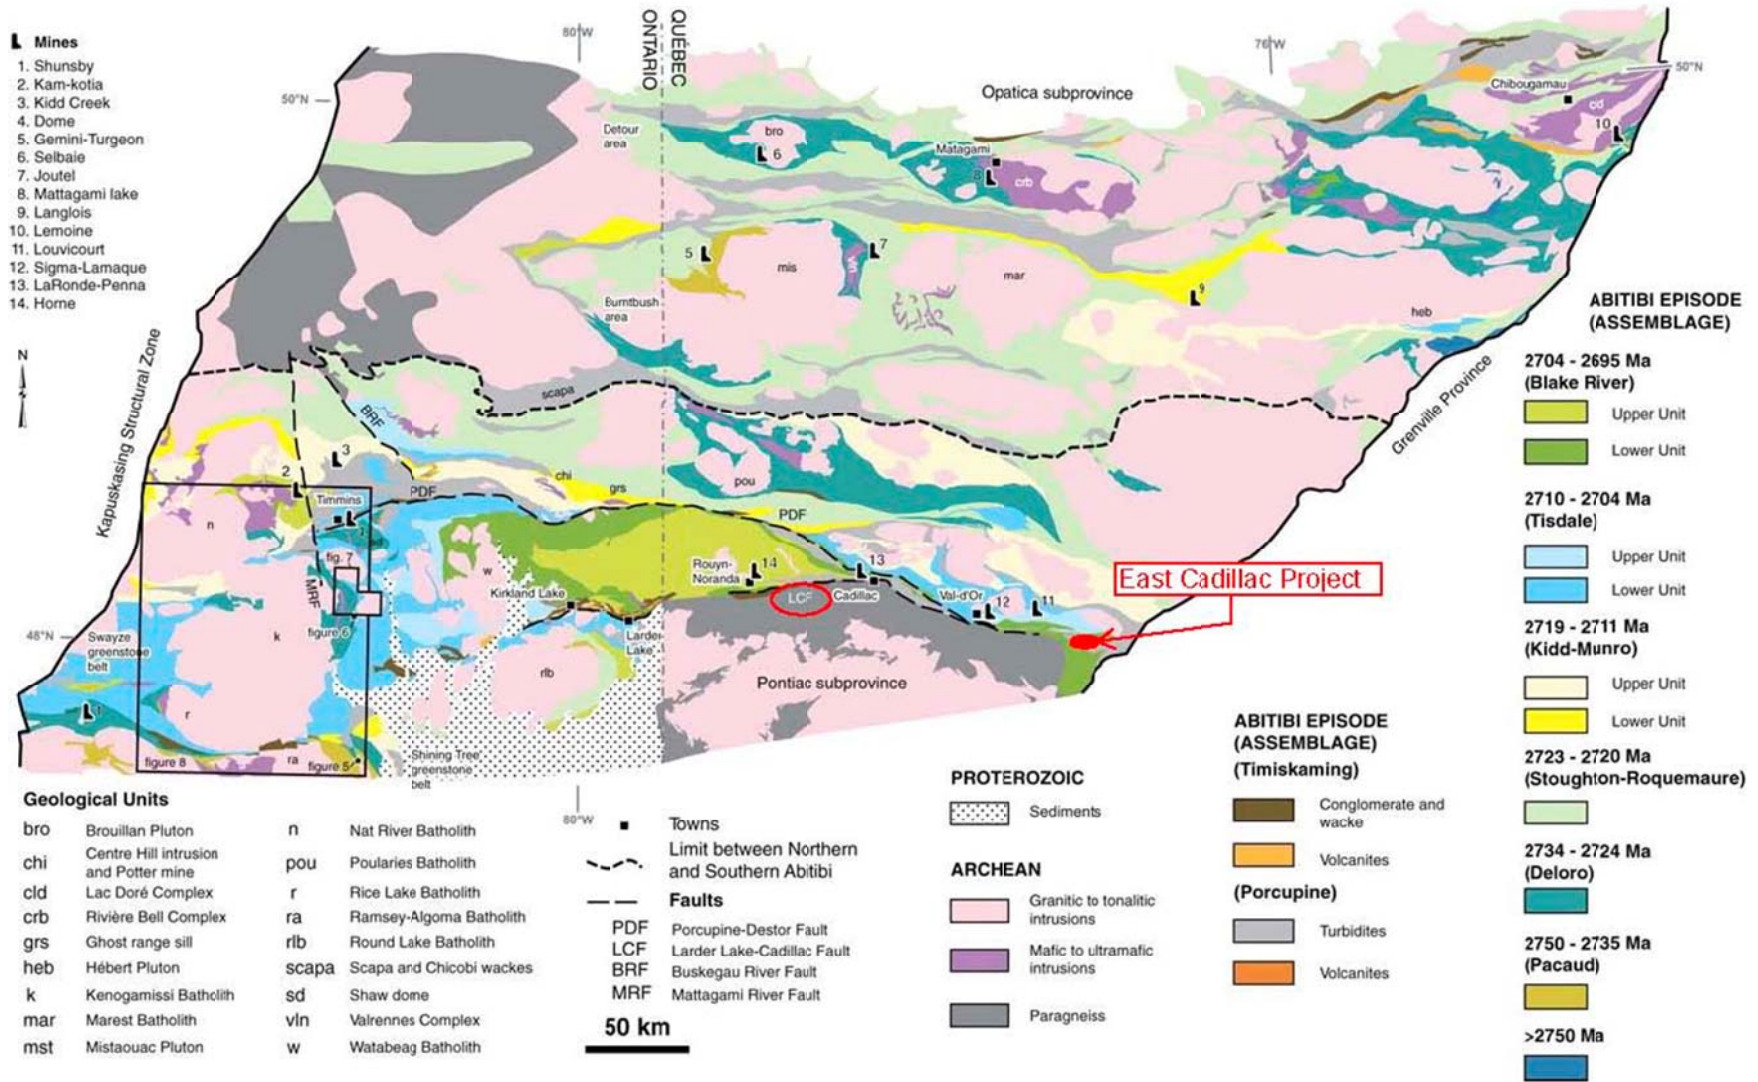 Mines
1. Shunsby
2. Kam-kotia
3. Kidd Creek
4. Dome
5. Gemini-Turgeon
6. Selbaie
7. Joutel
8. Mattagami lake
9. Langlois
10. Lemoine
11. Louvicourt
12. Sigma-Lamaque
13. LaRonde-Penna
14. Horne
N
80°W
ONTARIO
QUÉBEC
76°W
50°N
50°N
Opatica subprovince
Chibougamau
cd
10
Detour
area
bro
6
Matagami
8
crb
5
mis
vln
7
mar
9
heb
Burntbush
area
Kapuskasing Structural Zone
Grenville Province
scapa
BRF
3
2
chi
grs
pou
PDF
PDF
Timmins
n
fig. 7
MRF
w
Rouyn-
Noranda
14
13
Kirkland Lake
LCF
Cadillac
Val-d'Or
12
11
East Cadillac Project
48°N
Swayze
greenstone
belt
k
figure 6
Larder
Lake
rlb
Pontiac subprovince
1
r
figure 8
ra
figure 5
Shining Tree
greenstone
belt
80°W
Geological Units
bro Brouillan Pluton
chi Centre Hill intrusion
and Potter mine
cld Lac Doré Complex
crb Rivière Bell Complex
grs Ghost range sill
heb Hébert Pluton
k Kenogamissi Batholith
mar Marest Batholith
mst Mistaouac Pluton
n Nat River Batholith
pou Poularies Batholith
r Rice Lake Batholith
ra Ramsey-Algoma Batholith
rlb Round Lake Batholith
scapa Scapa and Chicobi wackes
sd Shaw dome
vln Valrennes Complex
w Watabeag Batholith
Towns
Limit between Northern
and Southern Abitibi
Faults
PDF Porcupine-Destor Fault
LCF Larder Lake-Cadillac Fault
BRF Buskegau River Fault
MRF Mattagami River Fault
50 km
PROTEROZOIC
Sediments
ARCHEAN
Granitic to tonalitic
intrusions
Mafic to ultramafic
intrusions
Paragneiss
ABITIBI EPISODE
(ASSEMBLAGE)
(Timiskaming)
Conglomerate and
wacke
Volcanites
(Porcupine)
Turbidites
Volcanites
ABITIBI EPISODE
(ASSEMBLAGE)
2704 - 2695 Ma
(Blake River)
Upper Unit
Lower Unit
2710 - 2704 Ma
(Tisdale)
Upper Unit
Lower Unit
2719 - 2711 Ma
(Kidd-Munro)
Upper Unit
Lower Unit
2723 - 2720 Ma
(Stoughton-Roquemaure)
2734 - 2724 Ma
(Deloro)
2750 - 2735 Ma
(Pacaud)
>2750 Ma